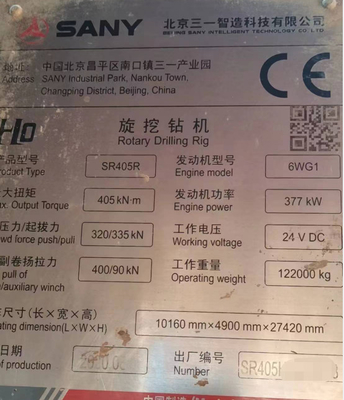 SANY 北京三一智造科技有限公司
BEIJING SANY INTELLIGENT TECHNOLOGY CO., LTD
中国北京昌平区南口镇三一产业园
Address SANY Industrial Park, Nankou Town,
Changping District, Beijing, China
CE
旋挖钻机
Rotary Drilling Rig
产品型号 SR405R 发动机型号 6WG1
Product Type Engine model
大扭矩 405 kN·m 发动机功率 377 kW
x. Output Torque Engine power
压力/起拔力 320/335 kN 工作电压 24 V DC
wd force push/pull Working voltage
副卷扬拉力 400/90 kN 工作重量 122000 kg
pull of Operating weight
/auxiliary winch
尺寸(长×宽×高) 10160 mm×4900 mm×27420 mm
ating dimension(L×W×H)
日期 出厂编号 SR405
of production Serial number
中国制造